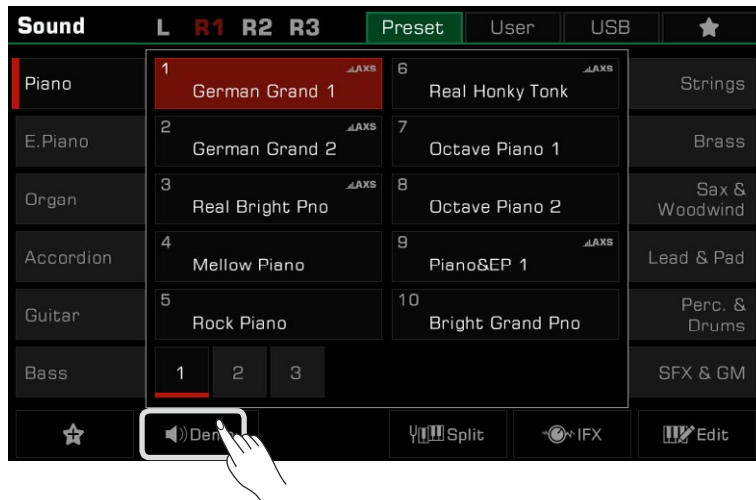 Sound L R1 R2 R3 Preset User USB
Piano
E.Piano
Organ
Accordion
Guitar
Bass
1 AXS
German Grand 1
2 AXS
German Grand 2
3 AXS
Real Bright Pno
4
Mellow Piano
5
Rock Piano
6 AXS
Real Honky Tonk
7
Octave Piano 1
8
Octave Piano 2
9 AXS
Piano&EP 1
10
Bright Grand Pno
1 2 3
Strings
Brass
Sax &
Woodwind
Lead & Pad
Perc. &
Drums
SFX & GM
Split IFX Edit